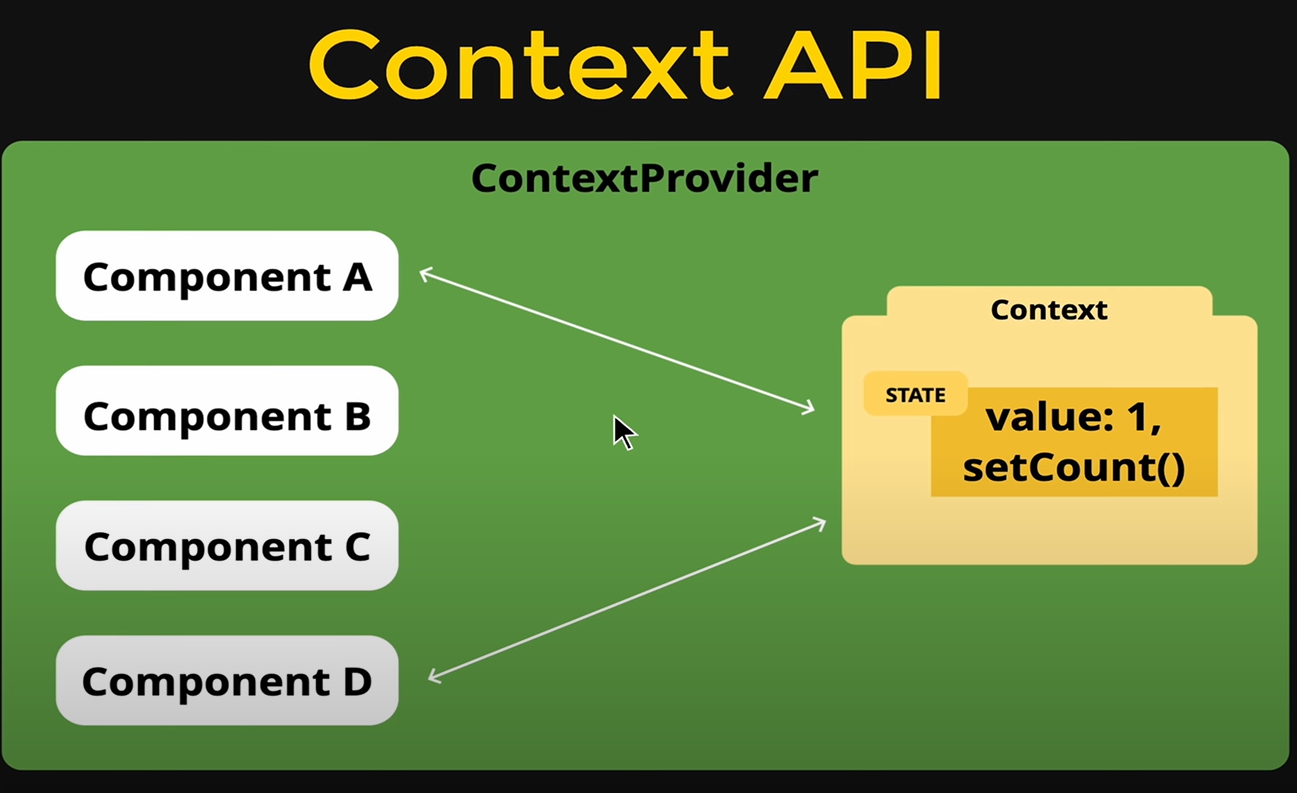 Context API
ContextProvider
Component A
Component B
Component C
Component D
Context
STATE
value: 1,
setCount()